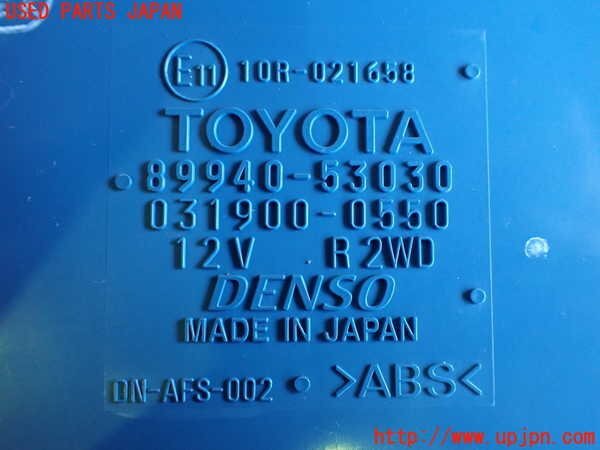 USED PARTS JAPAN
E11 10R-021658
TOYOTA
89940-53030
031900-0550
12V R 2WD
DENSO
MADE IN JAPAN
DN-AFS-002 >ABS<
http://www.upjpn.com/